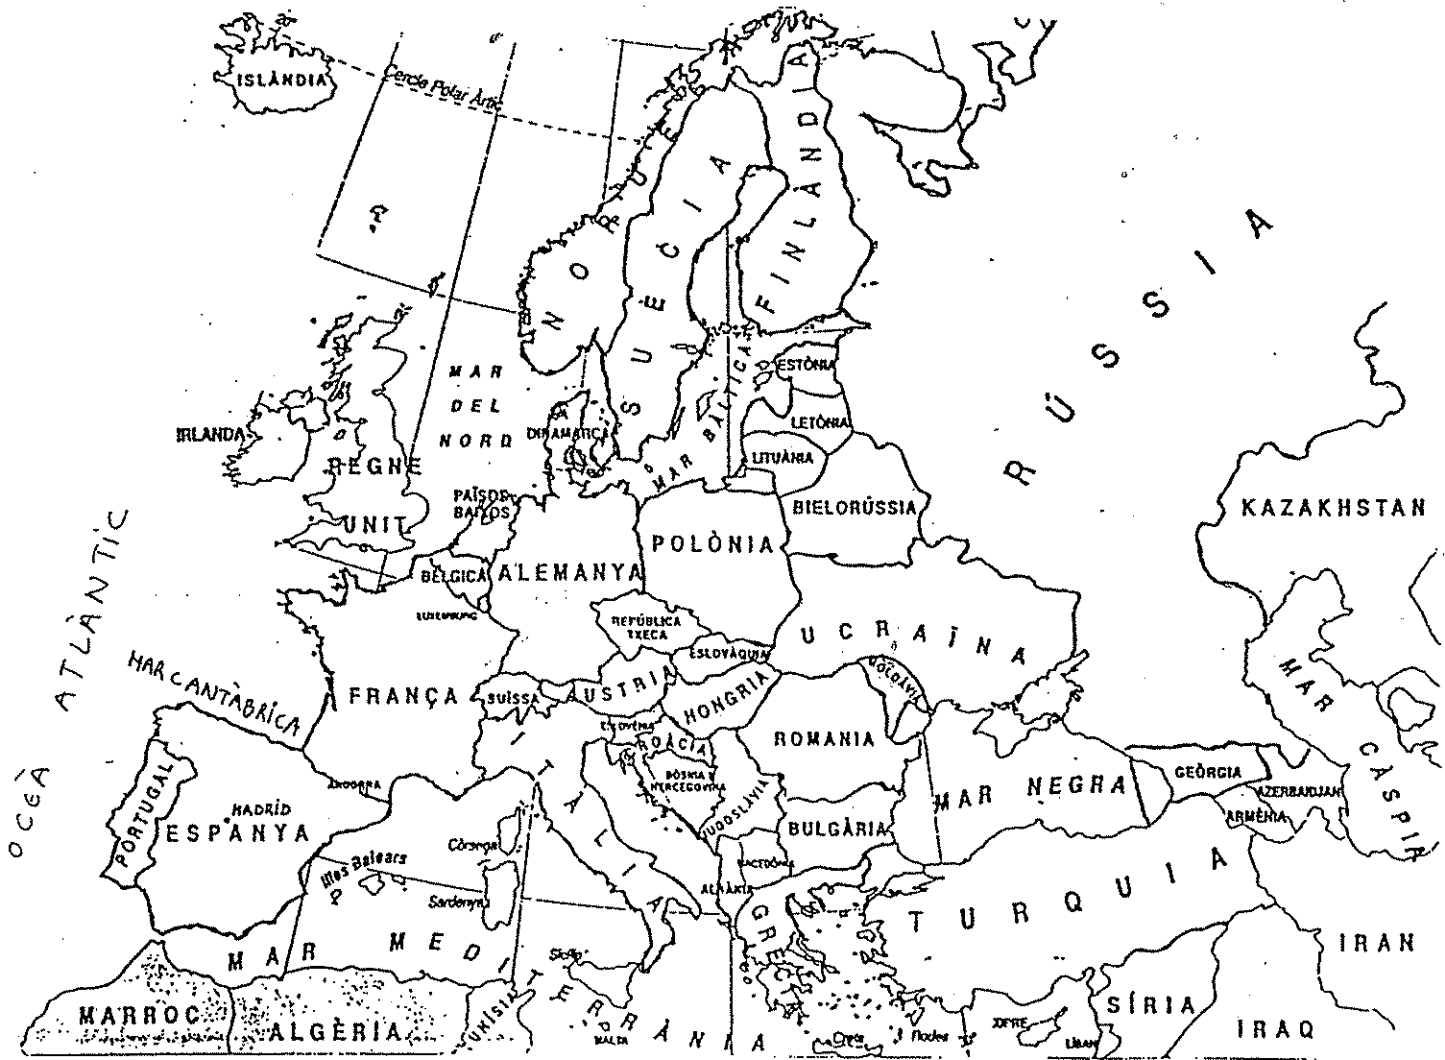 ISLÀNDIA
Cercle Polar Àrtic
NORUEGA
SUÈCIA
FINLÀNDIA
RÚSSIA
MAR
DEL
NORD
ESTÒNIA
LETÒNIA
LITUÀNIA
MAR BÀLTICA
DINAMARCA
IRLANDA
REGNE
UNIT
PAÏSOS
BAIXOS
BIELORÚSSIA
KAZAKHSTAN
POLÒNIA
BÈLGICA
ALEMANYA
LUXEMBURG
REPÚBLICA
TXECA
ESLOVÀQUIA
UCRAÏNA
OCEÀ ATLÀNTIC
MAR CANTÀBRICA
FRANÇA
SUÏSSA
AUSTRIA
HONGRIA
MOLDÀVIA
ESLOVÈNIA
CROÀCIA
ROMANIA
ITÀLIA
BÒSNIA I
HERCEGOVINA
IUGOSLÀVIA
MAR NEGRA
GEÒRGIA
AZERBAIDJAN
ARMÈNIA
MAR CÀSPIA
ANDORRA
PORTUGAL
MADRID
ESPANYA
BULGÀRIA
Còrsega
Illes Balears
MACEDÒNIA
ALBÀNIA
Sardenya
GRÈCIA
TURQUIA
IRAN
MAR MEDITERRÀNIA
Sicília
MARROC
ALGÈRIA
TUNÍSIA
MALTA
Creta
Rodes
XIPRE
LÍBAN
SÍRIA
IRAQ